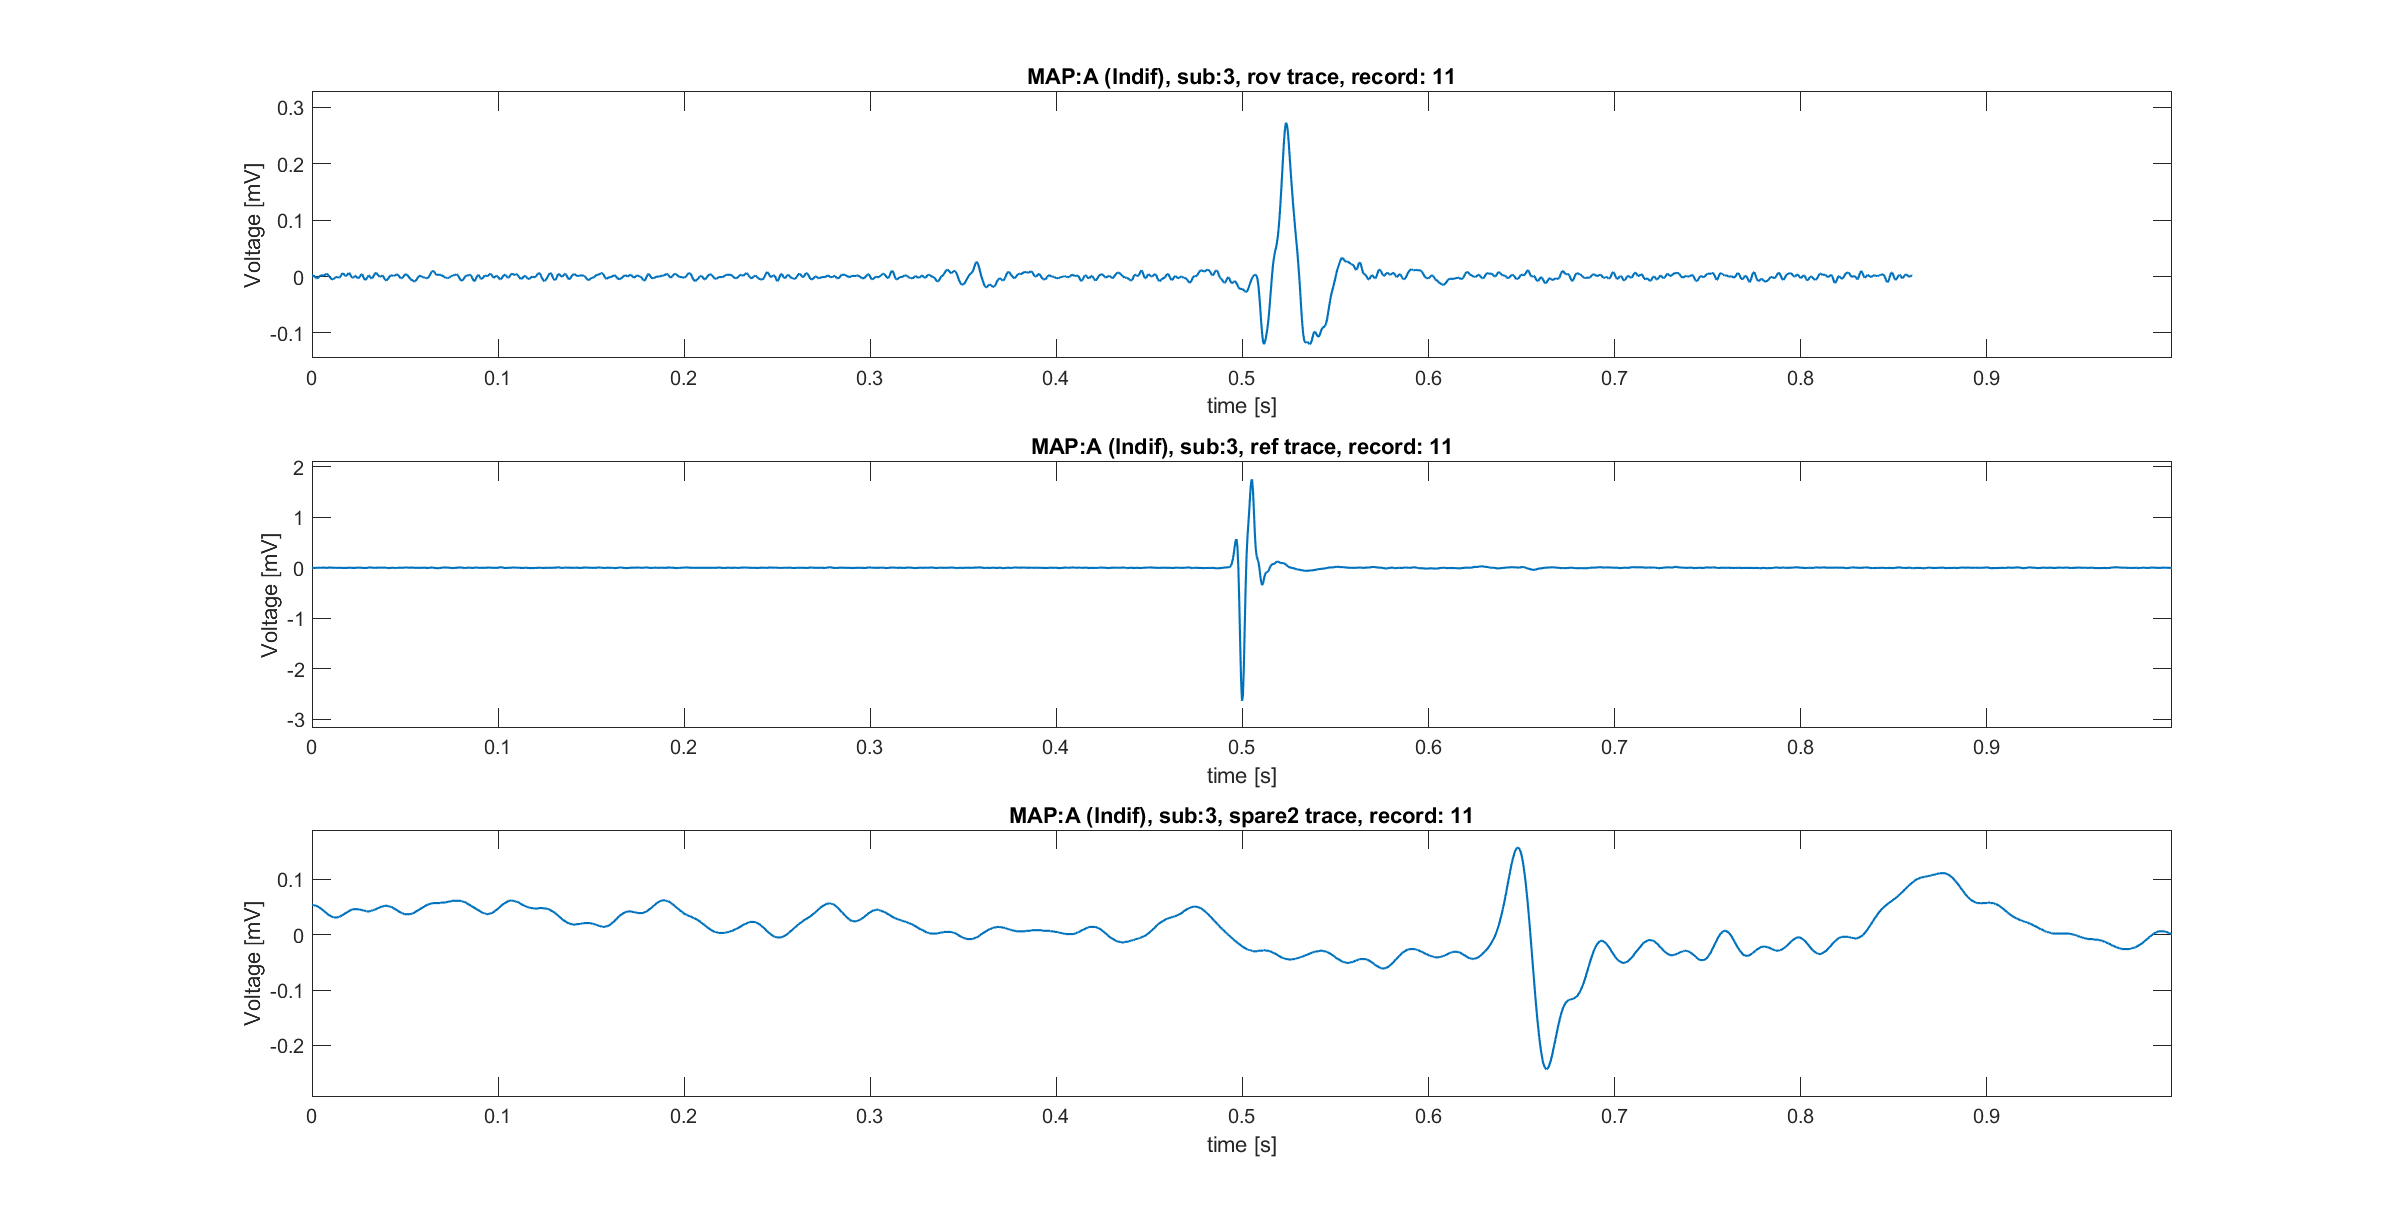 MAP:A (Indif), sub:3, rov trace, record: 11
0.3
0.2
0.1
0
-0.1
Voltage [mV]
0 0.1 0.2 0.3 0.4 0.5 0.6 0.7 0.8 0.9
time [s]
MAP:A (Indif), sub:3, ref trace, record: 11
2
1
0
-1
-2
-3
Voltage [mV]
0 0.1 0.2 0.3 0.4 0.5 0.6 0.7 0.8 0.9
time [s]
MAP:A (Indif), sub:3, spare2 trace, record: 11
0.1
0
-0.1
-0.2
Voltage [mV]
0 0.1 0.2 0.3 0.4 0.5 0.6 0.7 0.8 0.9
time [s]